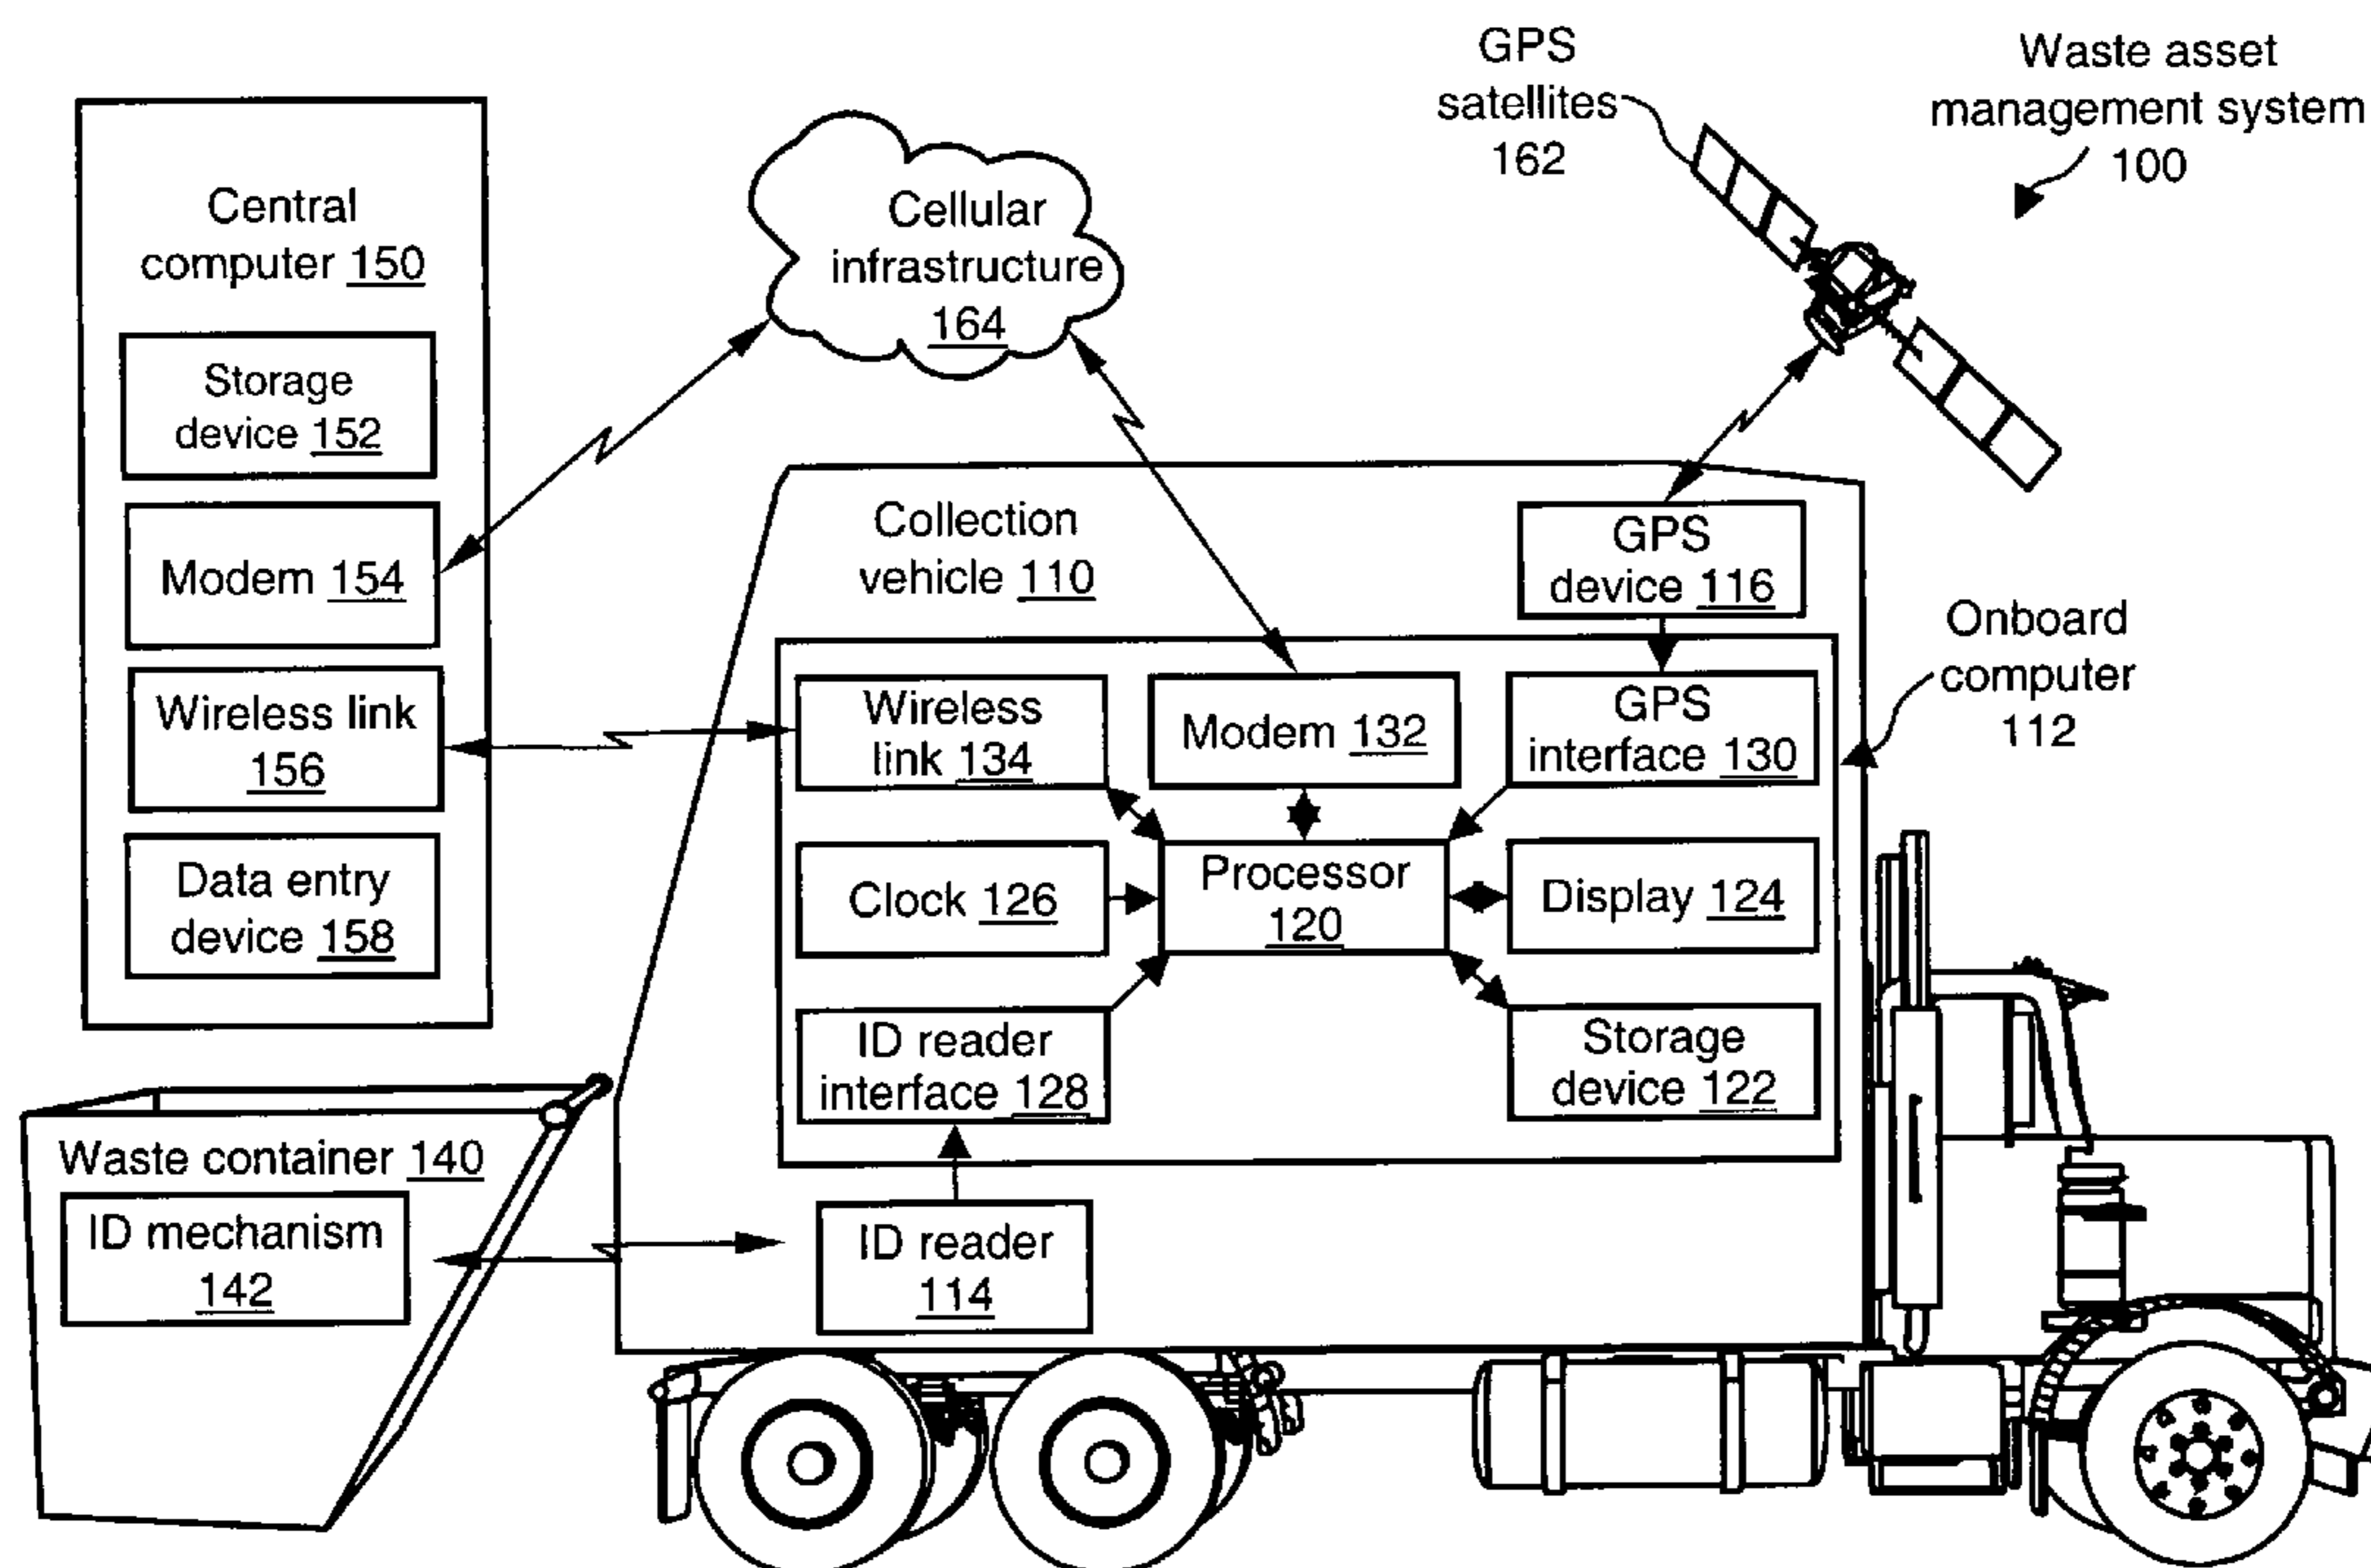 GPS
satellites
162
Waste asset
management system
100
Central
computer 150
Storage
device 152
Modem 154
Wireless link
156
Data entry
device 158
Cellular
infrastructure
164
Collection
vehicle 110
GPS
device 116
Onboard
computer
112
Wireless
link 134
Modem 132
GPS
interface 130
Clock 126
Processor
120
Display 124
ID reader
interface 128
Storage
device 122
Waste container 140
ID mechanism
142
ID reader
114